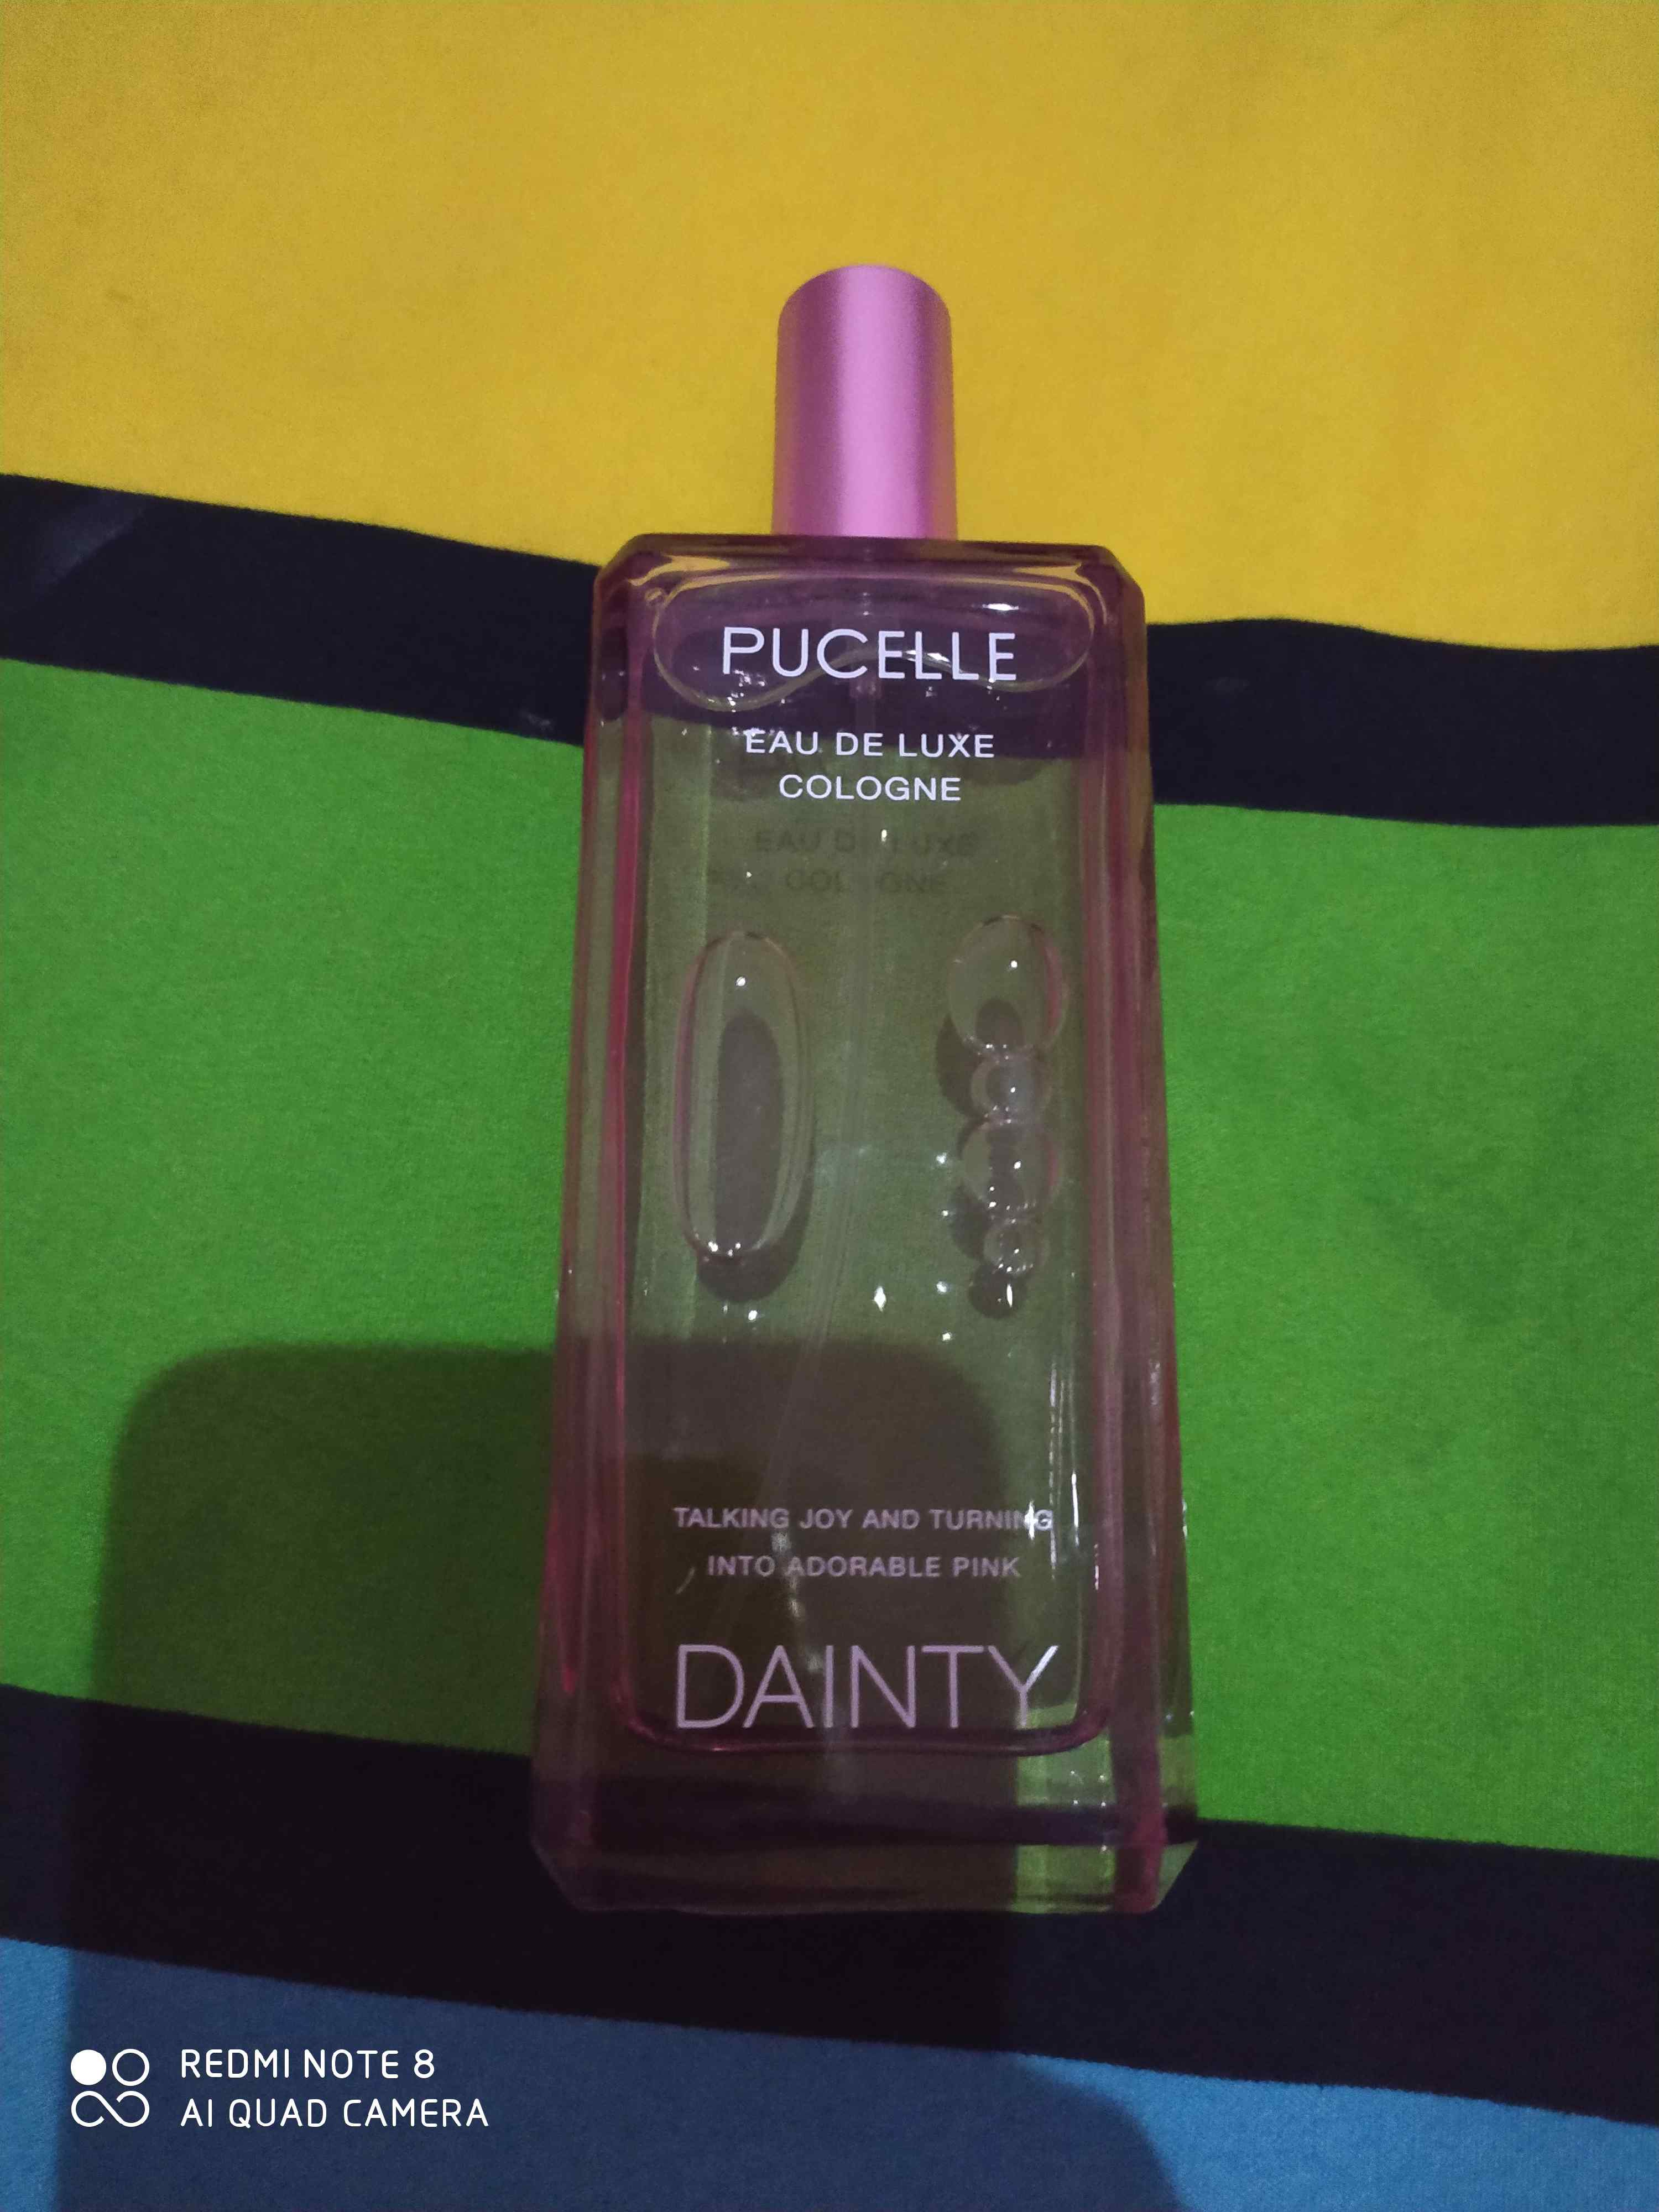 PUCELLE
EAU DE LUXE
COLOGNE
TALKING JOY AND TURNING
INTO ADORABLE PINK
DAINTY
REDMI NOTE 8
AI QUAD CAMERA